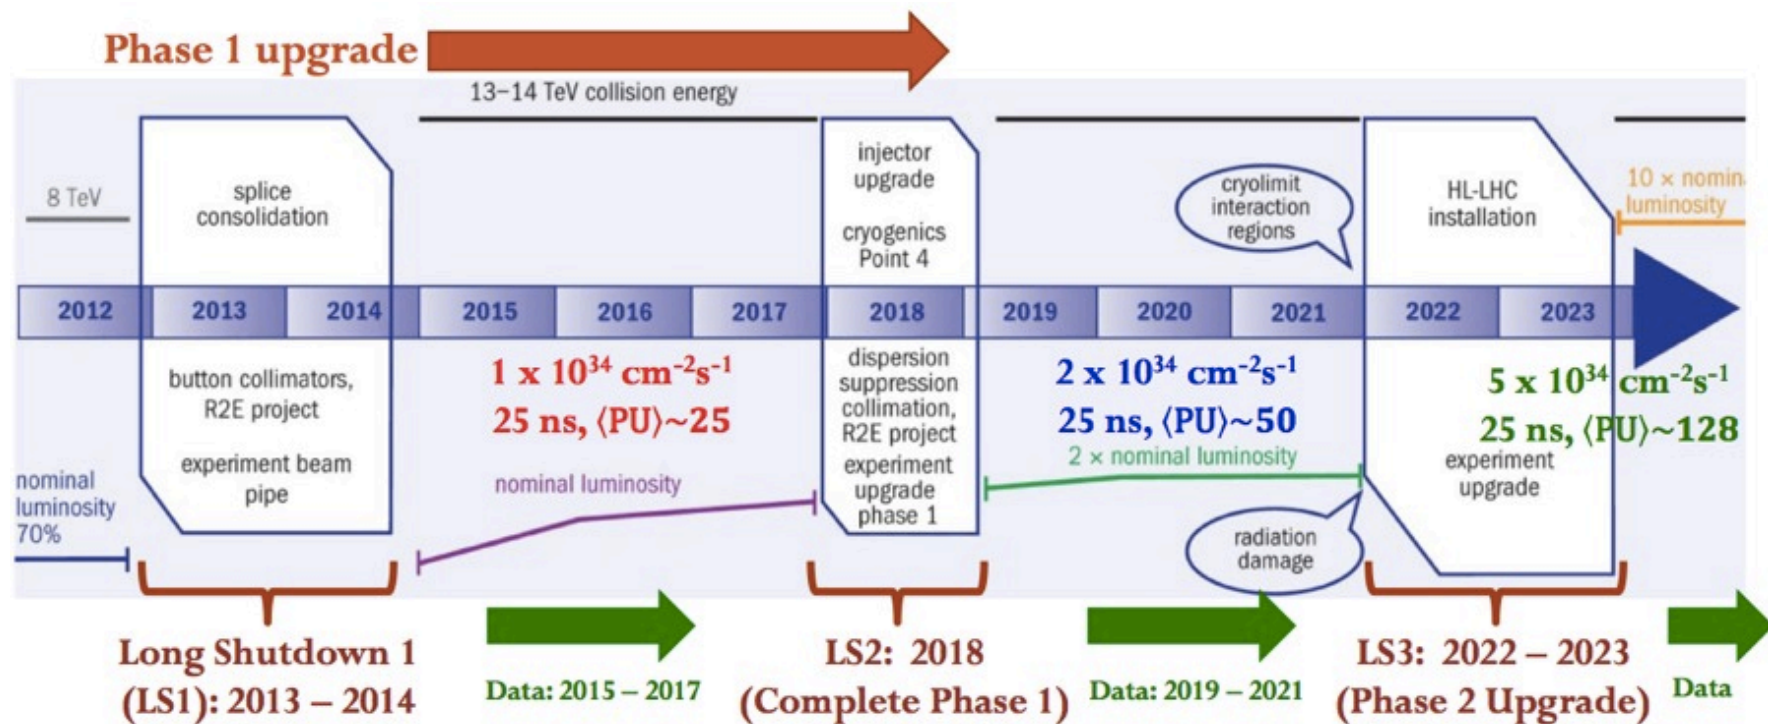 Phase 1 upgrade
13–14 TeV collision energy
8 TeV
splice
consolidation
injector
upgrade
cryogenics
Point 4
cryolimit
interaction
regions
HL-LHC
installation
10 × nomin
luminosity
2012 2013 2014 2015 2016 2017 2018 2019 2020 2021 2022 2023
button collimators,
R2E project
experiment beam
pipe
nominal
luminosity
70%
1 x 10³⁴ cm⁻²s⁻¹
25 ns, ⟨PU⟩~25
nominal luminosity
dispersion
suppression
collimation,
R2E project
experiment
upgrade
phase 1
2 x 10³⁴ cm⁻²s⁻¹
25 ns, ⟨PU⟩~50
2 × nominal luminosity
radiation
damage
5 x 10³⁴ cm⁻²s⁻¹
25 ns, ⟨PU⟩~128
experiment
upgrade
Long Shutdown 1
(LS1): 2013 – 2014
Data: 2015 – 2017
LS2: 2018
(Complete Phase 1)
Data: 2019 – 2021
LS3: 2022 – 2023
(Phase 2 Upgrade)
Data